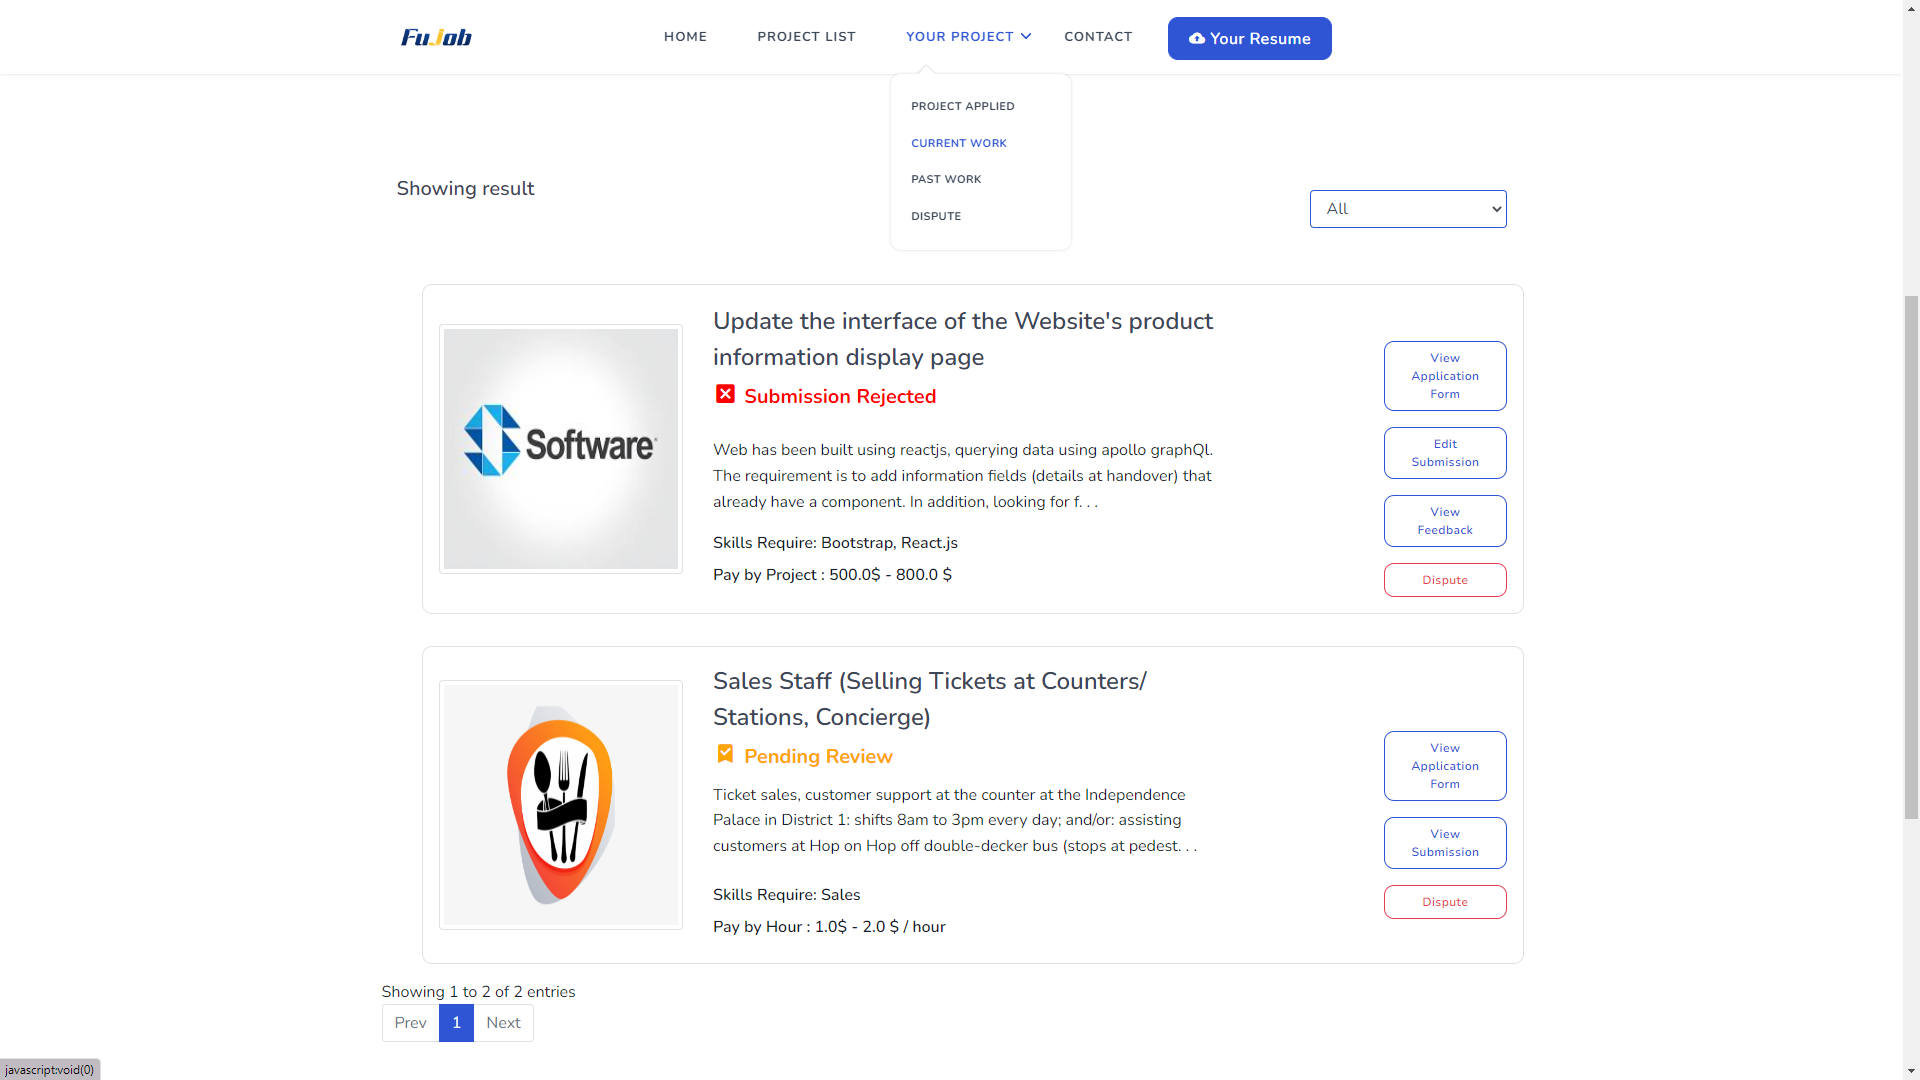 FuJob
HOME
PROJECT LIST
YOUR PROJECT
CONTACT
Your Resume
PROJECT APPLIED
CURRENT WORK
PAST WORK
DISPUTE
Showing result
All
Software
Update the interface of the Website's product
information display page
Submission Rejected
Web has been built using reactjs, querying data using apollo graphQl.
The requirement is to add information fields (details at handover) that
already have a component. In addition, looking for f. . .
Skills Require: Bootstrap, React.js
Pay by Project : 500.0$ - 800.0 $
View
Application
Form
Edit
Submission
View
Feedback
Dispute
Sales Staff (Selling Tickets at Counters/
Stations, Concierge)
Pending Review
Ticket sales, customer support at the counter at the Independence
Palace in District 1: shifts 8am to 3pm every day; and/or: assisting
customers at Hop on Hop off double-decker bus (stops at pedest. . .
Skills Require: Sales
Pay by Hour : 1.0$ - 2.0 $ / hour
View
Application
Form
View
Submission
Dispute
Showing 1 to 2 of 2 entries
Prev
1
Next
javascript:void(0)